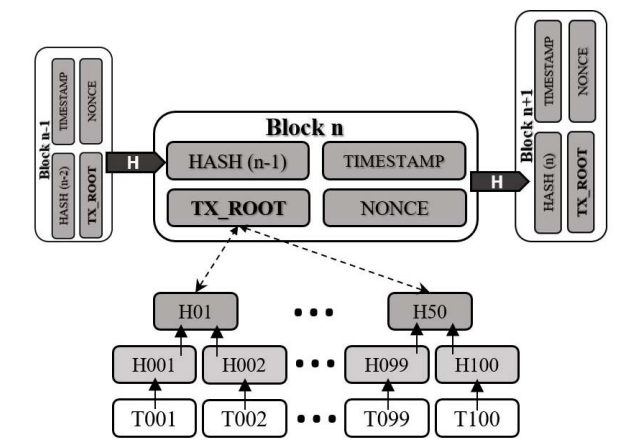 Block n-1
TIMESTAMP
NONCE
HASH (n-2)
TX_ROOT
H
Block n
HASH (n-1) TIMESTAMP
TX_ROOT NONCE
H
Block n+1
TIMESTAMP
NONCE
HASH (n)
TX_ROOT
H01 ••• H50
H001 H002 ••• H099 H100
T001 T002 ••• T099 T100